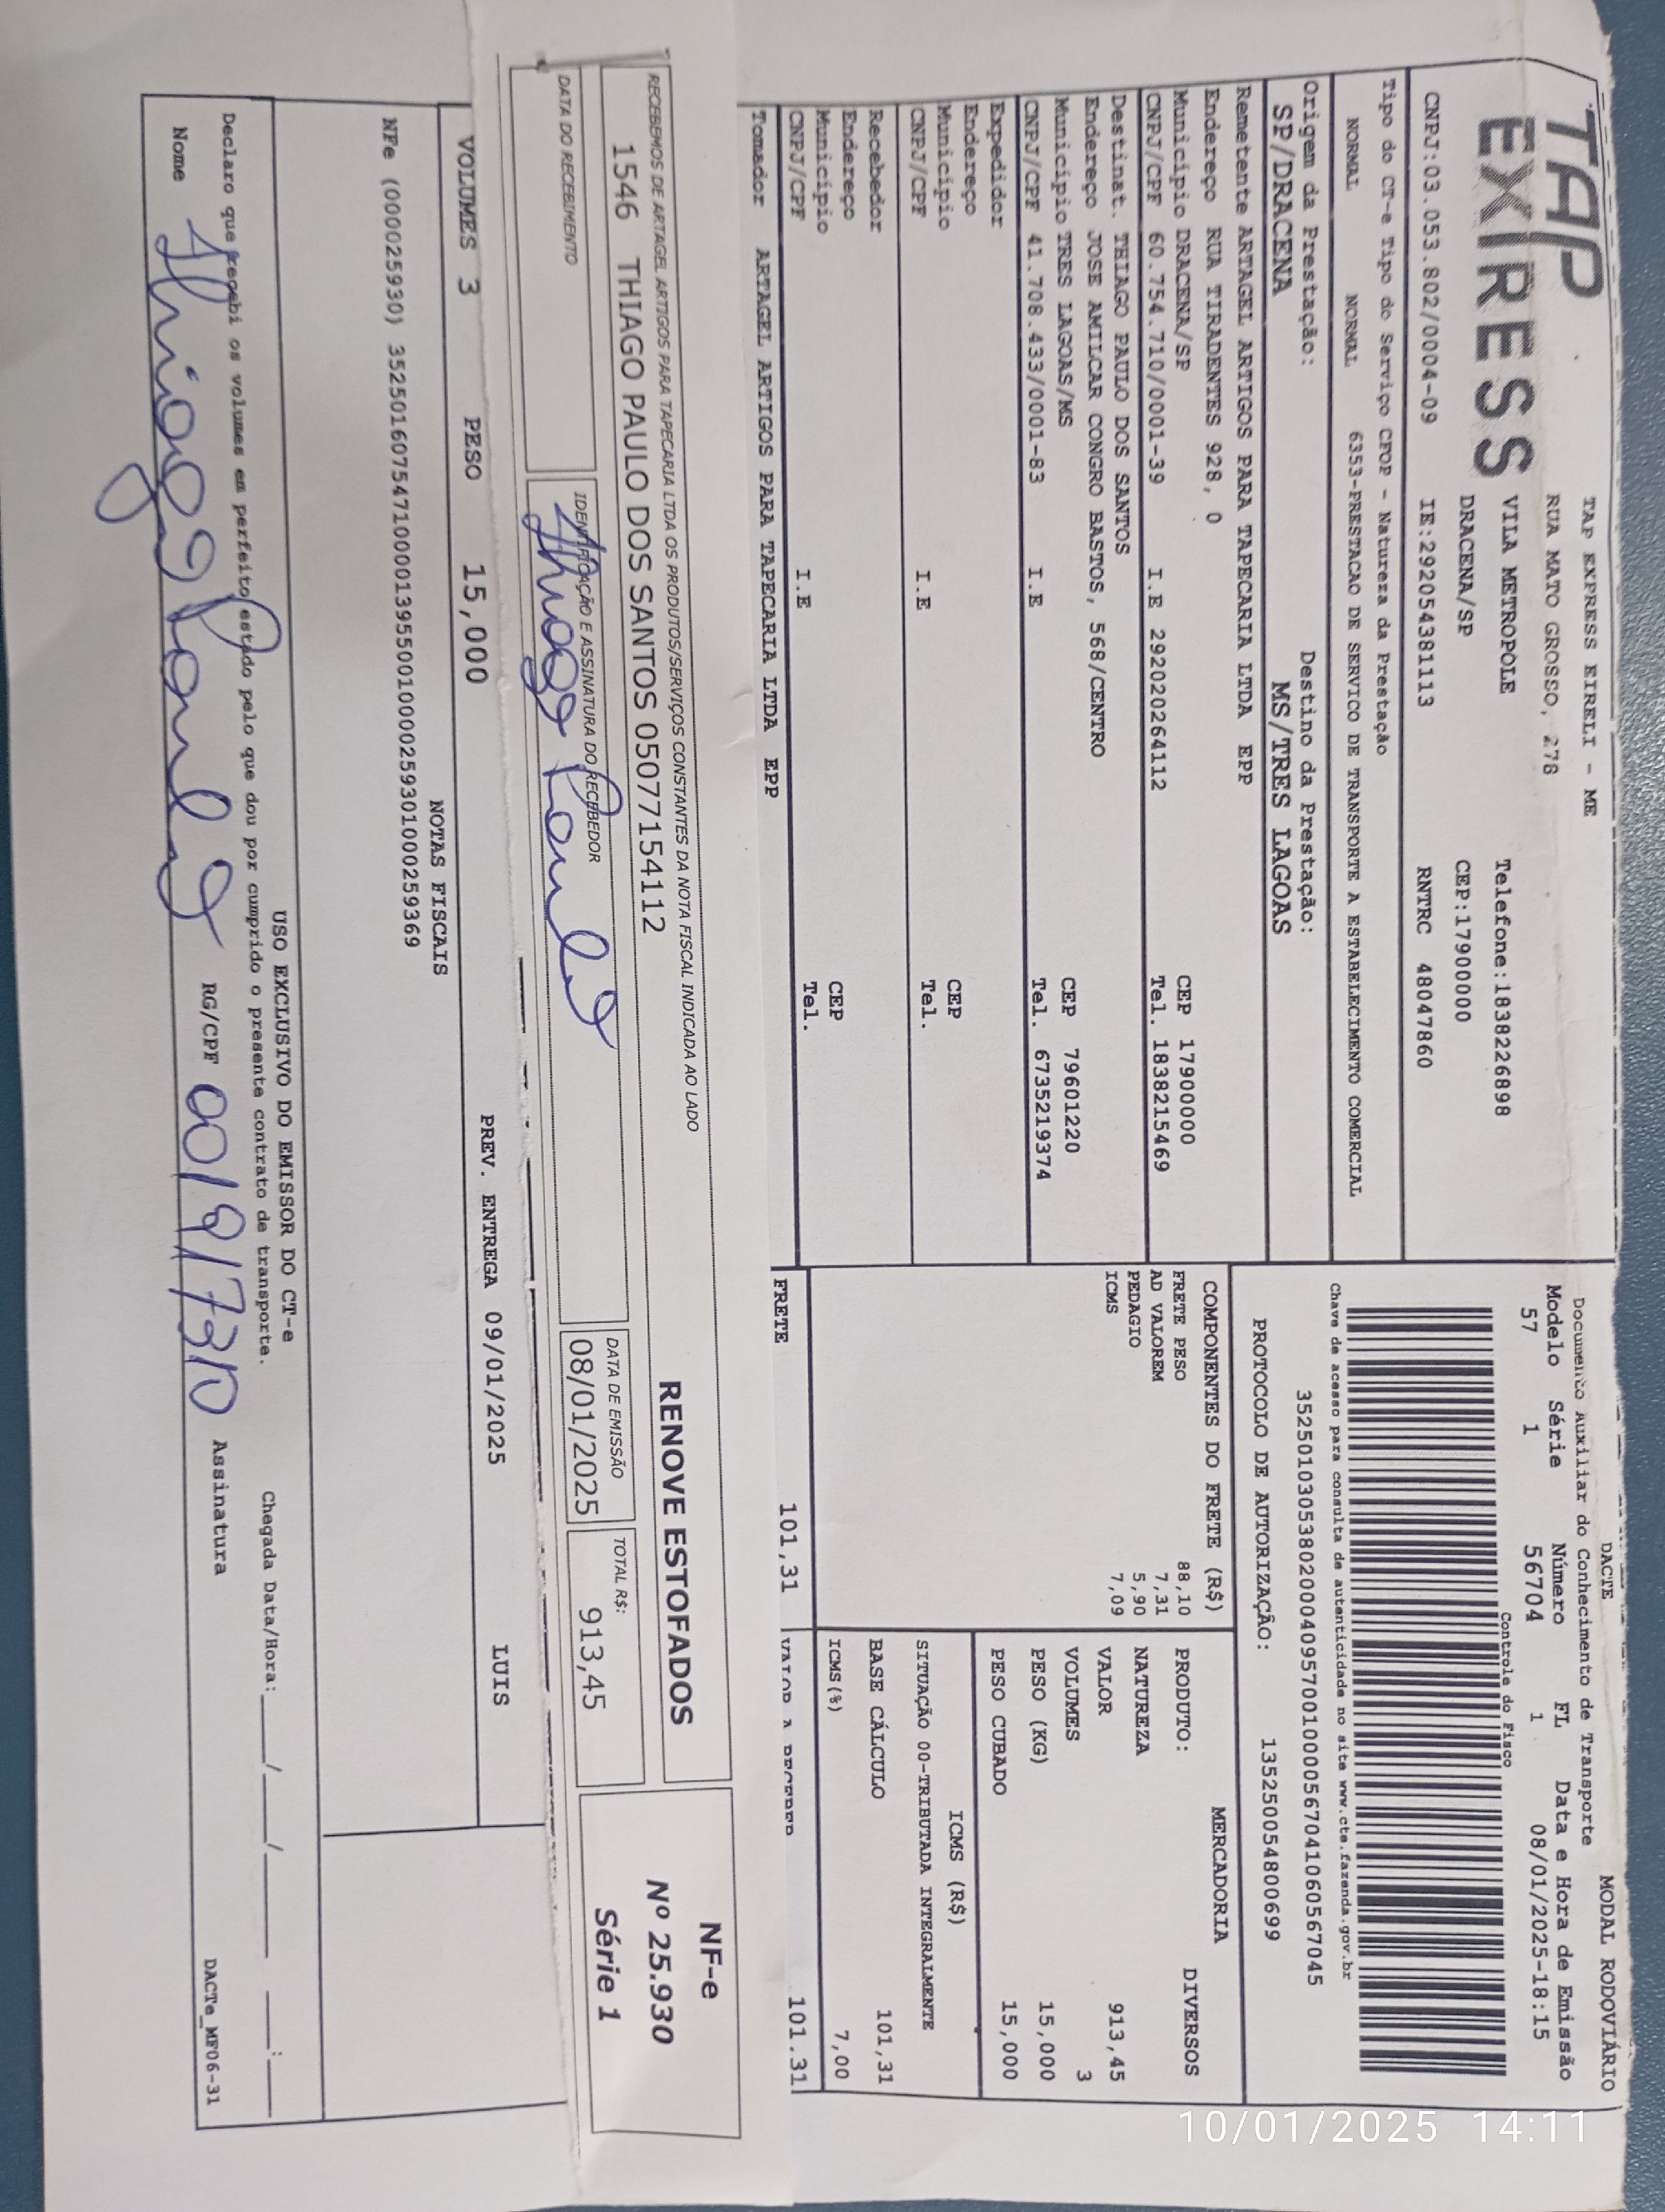 TAP EXPRESS
TAP EXPRESS EIRELI - ME
RUA MATO GROSSO, 278
VILA METROPOLE Telefone:1838226898
DRACENA/SP CEP:17900000
CNPJ:03.053.802/0004-09 IE:292054381113 RNTRC 48047860
Tipo do CT-e Tipo do Serviço CFOP - Natureza da Prestação
NORMAL NORMAL 6353-PRESTACAO DE SERVICO DE TRANSPORTE A ESTABELECIMENTO COMERCIAL
Origem da Prestação: Destino da Prestação:
SP/DRACENA MS/TRES LAGOAS
DACTE MODAL RODOVIÁRIO
Documento Auxiliar do Conhecimento de Transporte
Modelo Série Número FL Data e Hora de Emissão
57 1 56704 1 08/01/2025-18:15
Controle do Fisco
Chave de acesso para consulta de autenticidade no site www.cte.fazenda.gov.br
35250103053802000409570010000567041060567045
PROTOCOLO DE AUTORIZAÇÃO: 135250054800699
Remetente ARTAGEL ARTIGOS PARA TAPECARIA LTDA EPP
Endereço RUA TIRADENTES 928, 0
Município DRACENA/SP CEP 17900000
CNPJ/CPF 60.754.710/0001-39 I.E 292020264112 Tel. 1838215469
Destinat. THIAGO PAULO DOS SANTOS
Endereço JOSE AMILCAR CONGRO BASTOS, 568/CENTRO
Município TRES LAGOAS/MS CEP 79601220
CNPJ/CPF 41.708.433/0001-83 I.E Tel. 6735219374
Expedidor
Endereço
Município CEP
CNPJ/CPF I.E Tel.
Recebedor
Endereço
Município CEP
CNPJ/CPF I.E Tel.
Tomador ARTAGEL ARTIGOS PARA TAPECARIA LTDA EPP
COMPONENTES DO FRETE (R$)
FRETE PESO 88,10
AD VALOREM 7,31
PEDAGIO 5,90
ICMS 7,09
MERCADORIA
PRODUTO: DIVERSOS
NATUREZA
VALOR 913,45
VOLUMES 3
PESO (KG) 15,000
PESO CUBADO 15,000
ICMS (R$)
SITUAÇÃO 00-TRIBUTADA INTEGRALMENTE
BASE CÁLCULO 101,31
ICMS(%) 7,00
FRETE 101,31 VALOR A RECEBER 101.31
RECEBEMOS DE ARTAGEL ARTIGOS PARA TAPECARIA LTDA OS PRODUTOS/SERVIÇOS CONSTANTES DA NOTA FISCAL INDICADA AO LADO
1546 THIAGO PAULO DOS SANTOS 05077154112
RENOVE ESTOFADOS
DATA DO RECEBIMENTO
IDENTIFICAÇÃO E ASSINATURA DO RECEBEDOR
Thiago Paulo
DATA DE EMISSÃO
08/01/2025
TOTAL R$:
913,45
NF-e
Nº 25.930
Série 1
VOLUMES 3 PESO 15,000 PREV. ENTREGA 09/01/2025 LUIS
NOTAS FISCAIS
NFe (000025930) 35250160754710000139550010000259301000259369
USO EXCLUSIVO DO EMISSOR DO CT-e
Declaro que recebi os volumes em perfeito estado pelo que dou por cumprido o presente contrato de transporte.
Chegada Data/Hora:____/____/______ ____:____
Nome Thiago Paulo RG/CPF 001917310 Assinatura
DACTe_MF06-31
10/01/2025 14:11